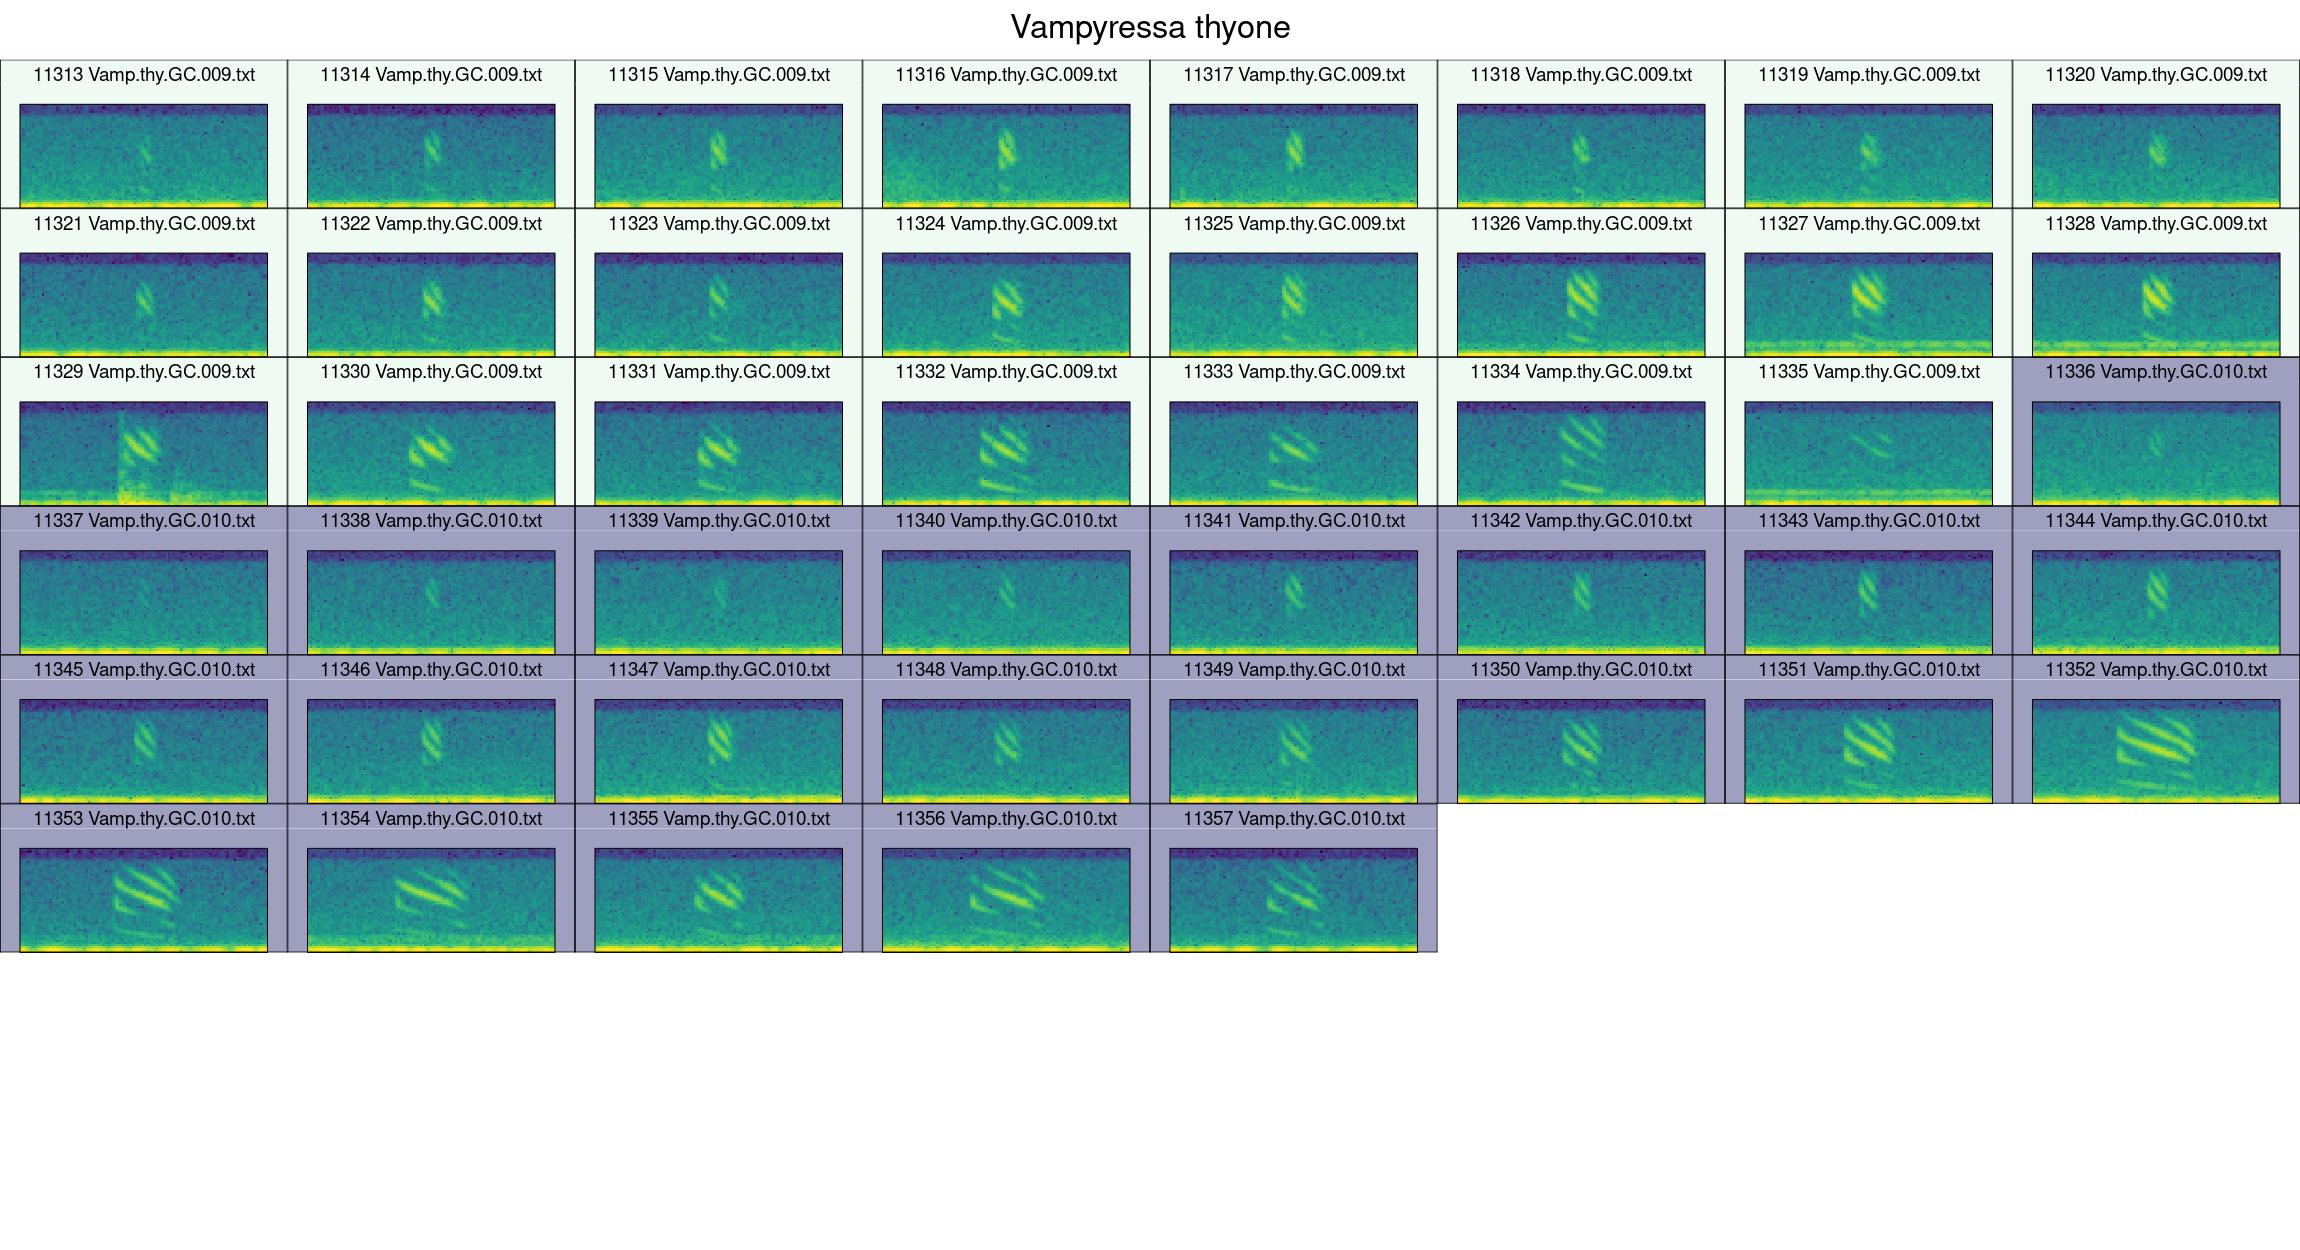 Vampyressa thyone
11313 Vamp.thy.GC.009.txt 11314 Vamp.thy.GC.009.txt 11315 Vamp.thy.GC.009.txt 11316 Vamp.thy.GC.009.txt 11317 Vamp.thy.GC.009.txt 11318 Vamp.thy.GC.009.txt 11319 Vamp.thy.GC.009.txt 11320 Vamp.thy.GC.009.txt
11321 Vamp.thy.GC.009.txt 11322 Vamp.thy.GC.009.txt 11323 Vamp.thy.GC.009.txt 11324 Vamp.thy.GC.009.txt 11325 Vamp.thy.GC.009.txt 11326 Vamp.thy.GC.009.txt 11327 Vamp.thy.GC.009.txt 11328 Vamp.thy.GC.009.txt
11329 Vamp.thy.GC.009.txt 11330 Vamp.thy.GC.009.txt 11331 Vamp.thy.GC.009.txt 11332 Vamp.thy.GC.009.txt 11333 Vamp.thy.GC.009.txt 11334 Vamp.thy.GC.009.txt 11335 Vamp.thy.GC.009.txt 11336 Vamp.thy.GC.010.txt
11337 Vamp.thy.GC.010.txt 11338 Vamp.thy.GC.010.txt 11339 Vamp.thy.GC.010.txt 11340 Vamp.thy.GC.010.txt 11341 Vamp.thy.GC.010.txt 11342 Vamp.thy.GC.010.txt 11343 Vamp.thy.GC.010.txt 11344 Vamp.thy.GC.010.txt
11345 Vamp.thy.GC.010.txt 11346 Vamp.thy.GC.010.txt 11347 Vamp.thy.GC.010.txt 11348 Vamp.thy.GC.010.txt 11349 Vamp.thy.GC.010.txt 11350 Vamp.thy.GC.010.txt 11351 Vamp.thy.GC.010.txt 11352 Vamp.thy.GC.010.txt
11353 Vamp.thy.GC.010.txt 11354 Vamp.thy.GC.010.txt 11355 Vamp.thy.GC.010.txt 11356 Vamp.thy.GC.010.txt 11357 Vamp.thy.GC.010.txt